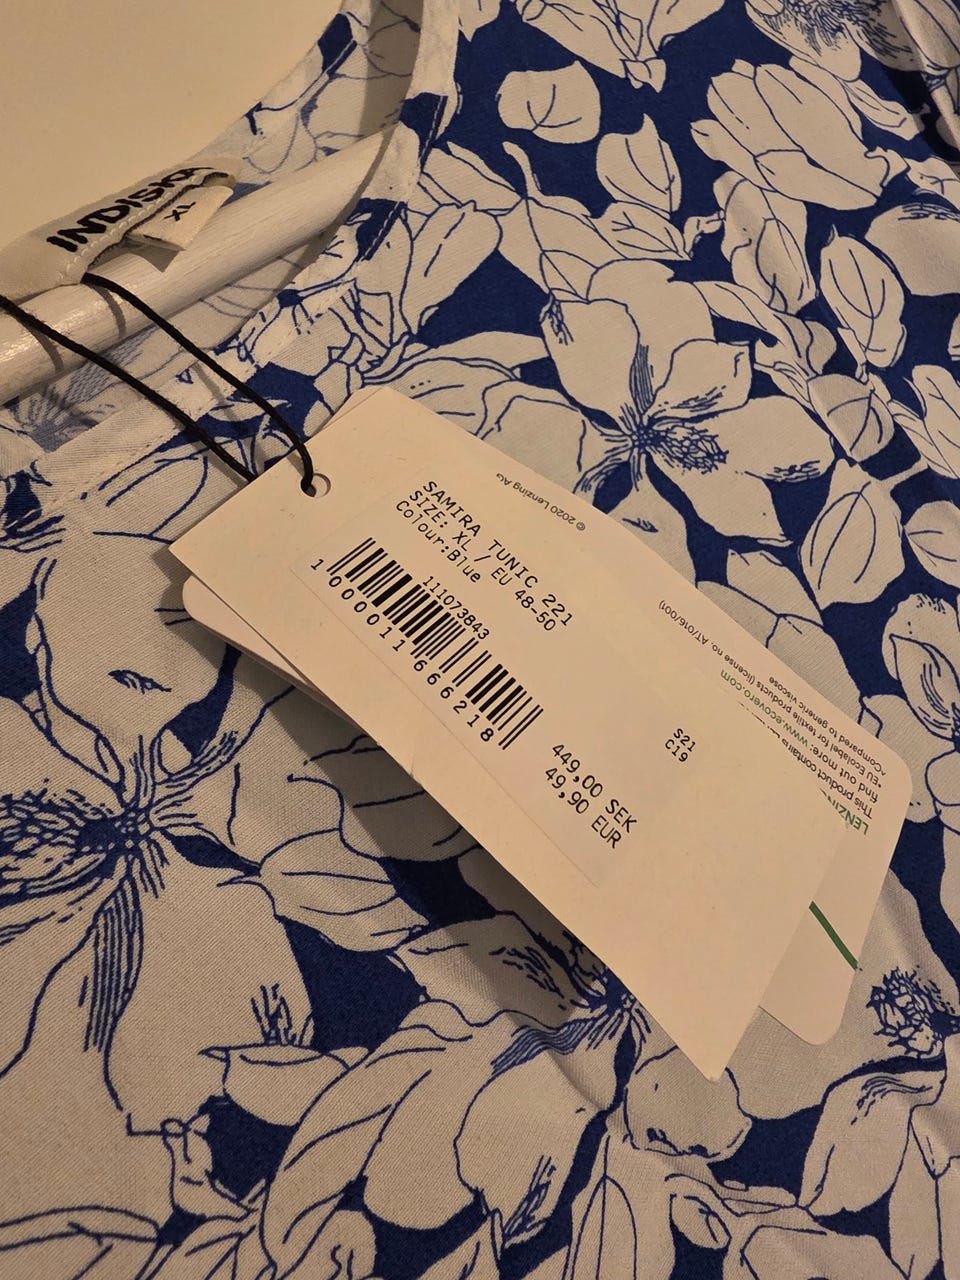 INDISKA
XL
© 2020 Lenzing AG
SAMIRA TUNIC 221
SIZE: XL / EU 48-50
Colour:Blue
11073843
1000011666218
449,00 SEK
49,90 EUR
S21
C19
LENZIN
This product contains
find out more: www.ecovero.com
*EU Ecolabel for textile products (license no. AT/016/001)
^Compared to generic viscose